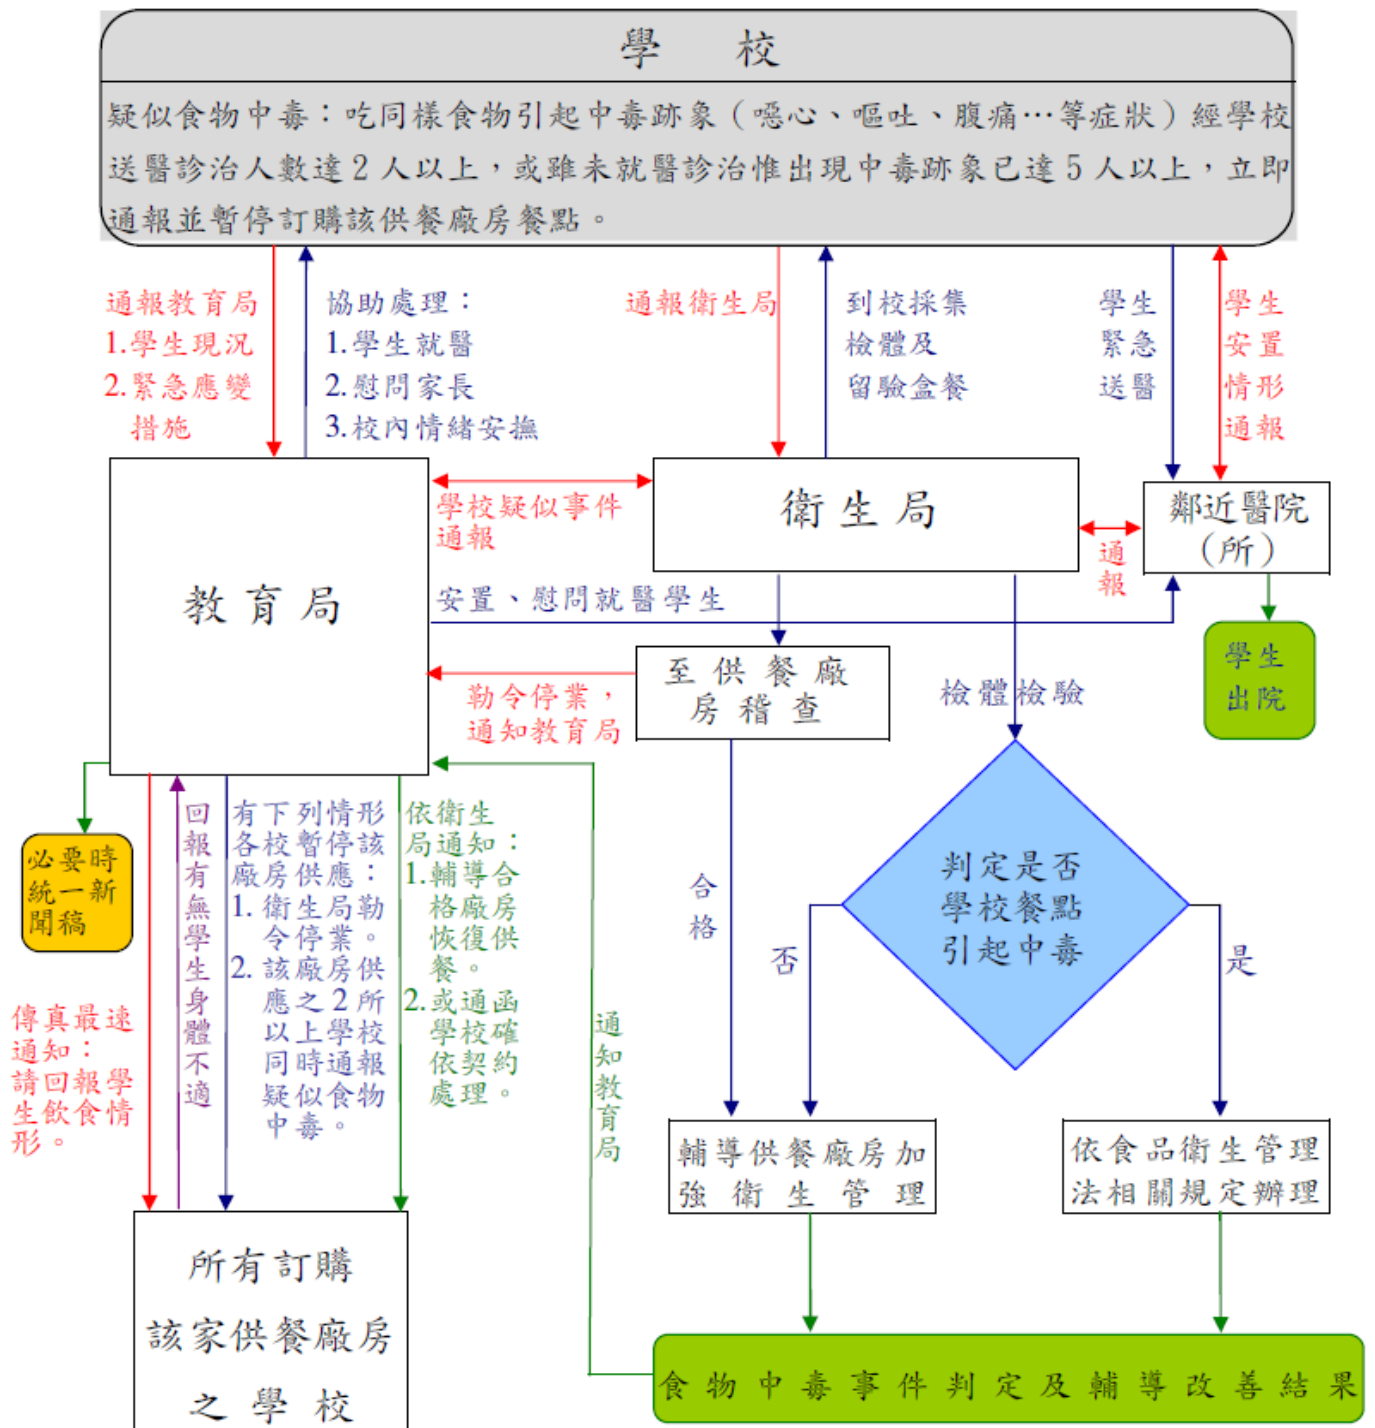 學校
疑似食物中毒：吃同樣食物引起中毒跡象（噁心、嘔吐、腹痛…等症狀）經學校
送醫診治人數達2人以上，或雖未就醫診治惟出現中毒跡象已達5人以上，立即
通報並暫停訂購該供餐廠房餐點。
通報教育局
1.學生現況
2.緊急應變
措施
協助處理：
1.學生就醫
2.慰問家長
3.校內情緒安撫
通報衛生局
到校採集
檢體及
留驗盒餐
學生
緊急
送醫
學生
安置
情形
通報
教育局
學校疑似事件
通報
衛生局
通
報
鄰近醫院
（所）
安置、慰問就醫學生
至供餐廠
房稽查
勒令停業，
通知教育局
檢體檢驗
學生
出院
必要時
統一新
聞稿
傳真最速
通知：
請回報學
生飲食情
形。
回
報
有
無
學
生
身
體
不
適
有下列情形
各校暫停該
廠房供應：
1. 衛生局勒
令停業。
2. 該廠房供
應之2所
以上學校
同時通報
疑似食物
中毒。
依衛生
局通知：
1.輔導合
格廠房
恢復供
餐。
2.或通函
學校確
依契約
處理。
通
知
教
育
局
合
格
判定是否
學校餐點
引起中毒
否
是
輔導供餐廠房加
強衛生管理
依食品衛生管理
法相關規定辦理
所有訂購
該家供餐廠房
之學校
食物中毒事件判定及輔導改善結果